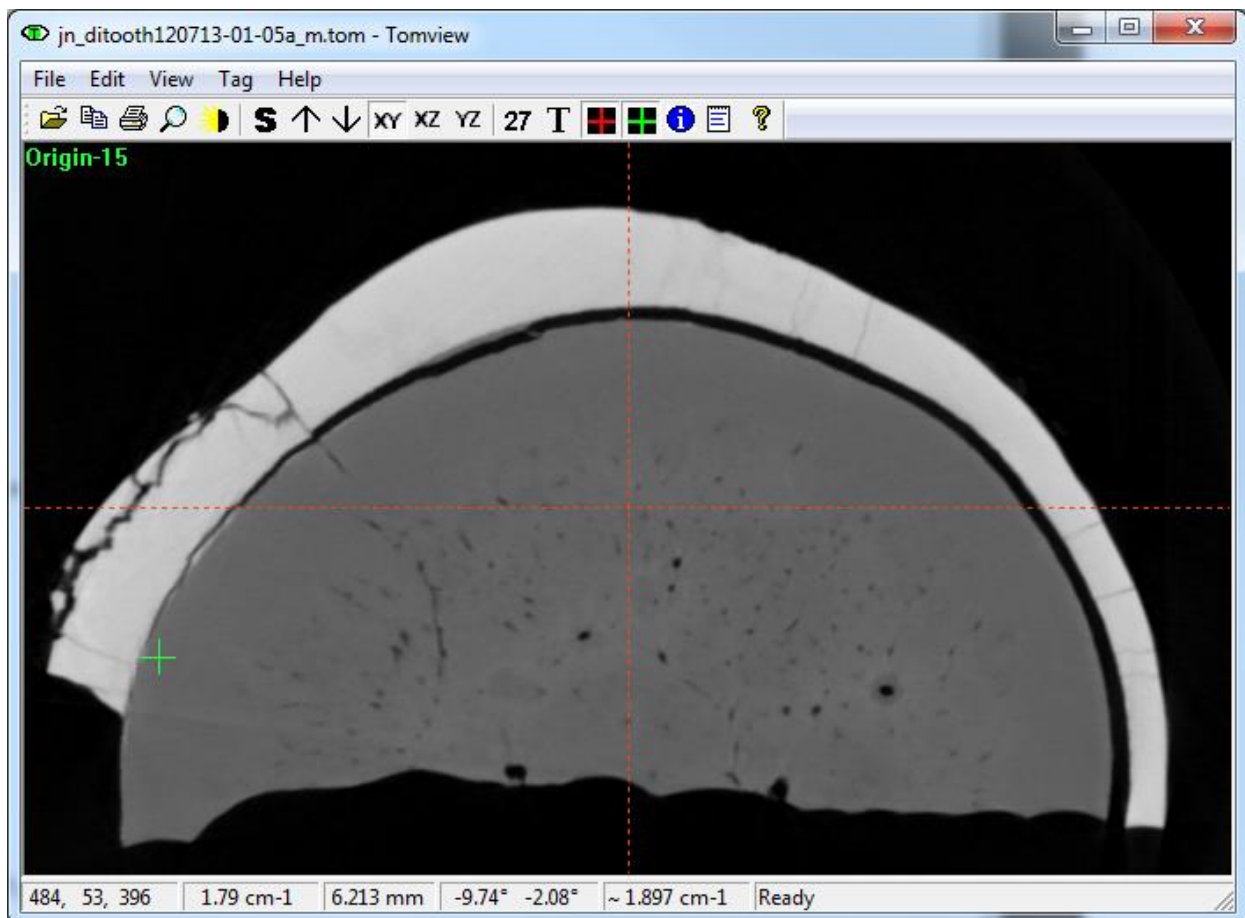 jn_ditooth120713-01-05a_m.tom - Tomview
File Edit View Tag Help
S XY XZ YZ 27 T i ?
Origin-15
484, 53, 396 1.79 cm-1 6.213 mm -9.74° -2.08° ~ 1.897 cm-1 Ready